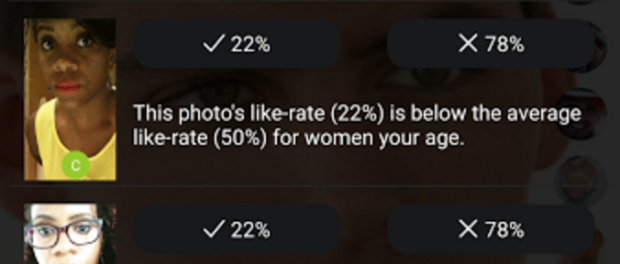 ✓ 22% ✕ 78%
This photo's like-rate (22%) is below the average
like-rate (50%) for women your age.
C
✓ 22% ✕ 78%